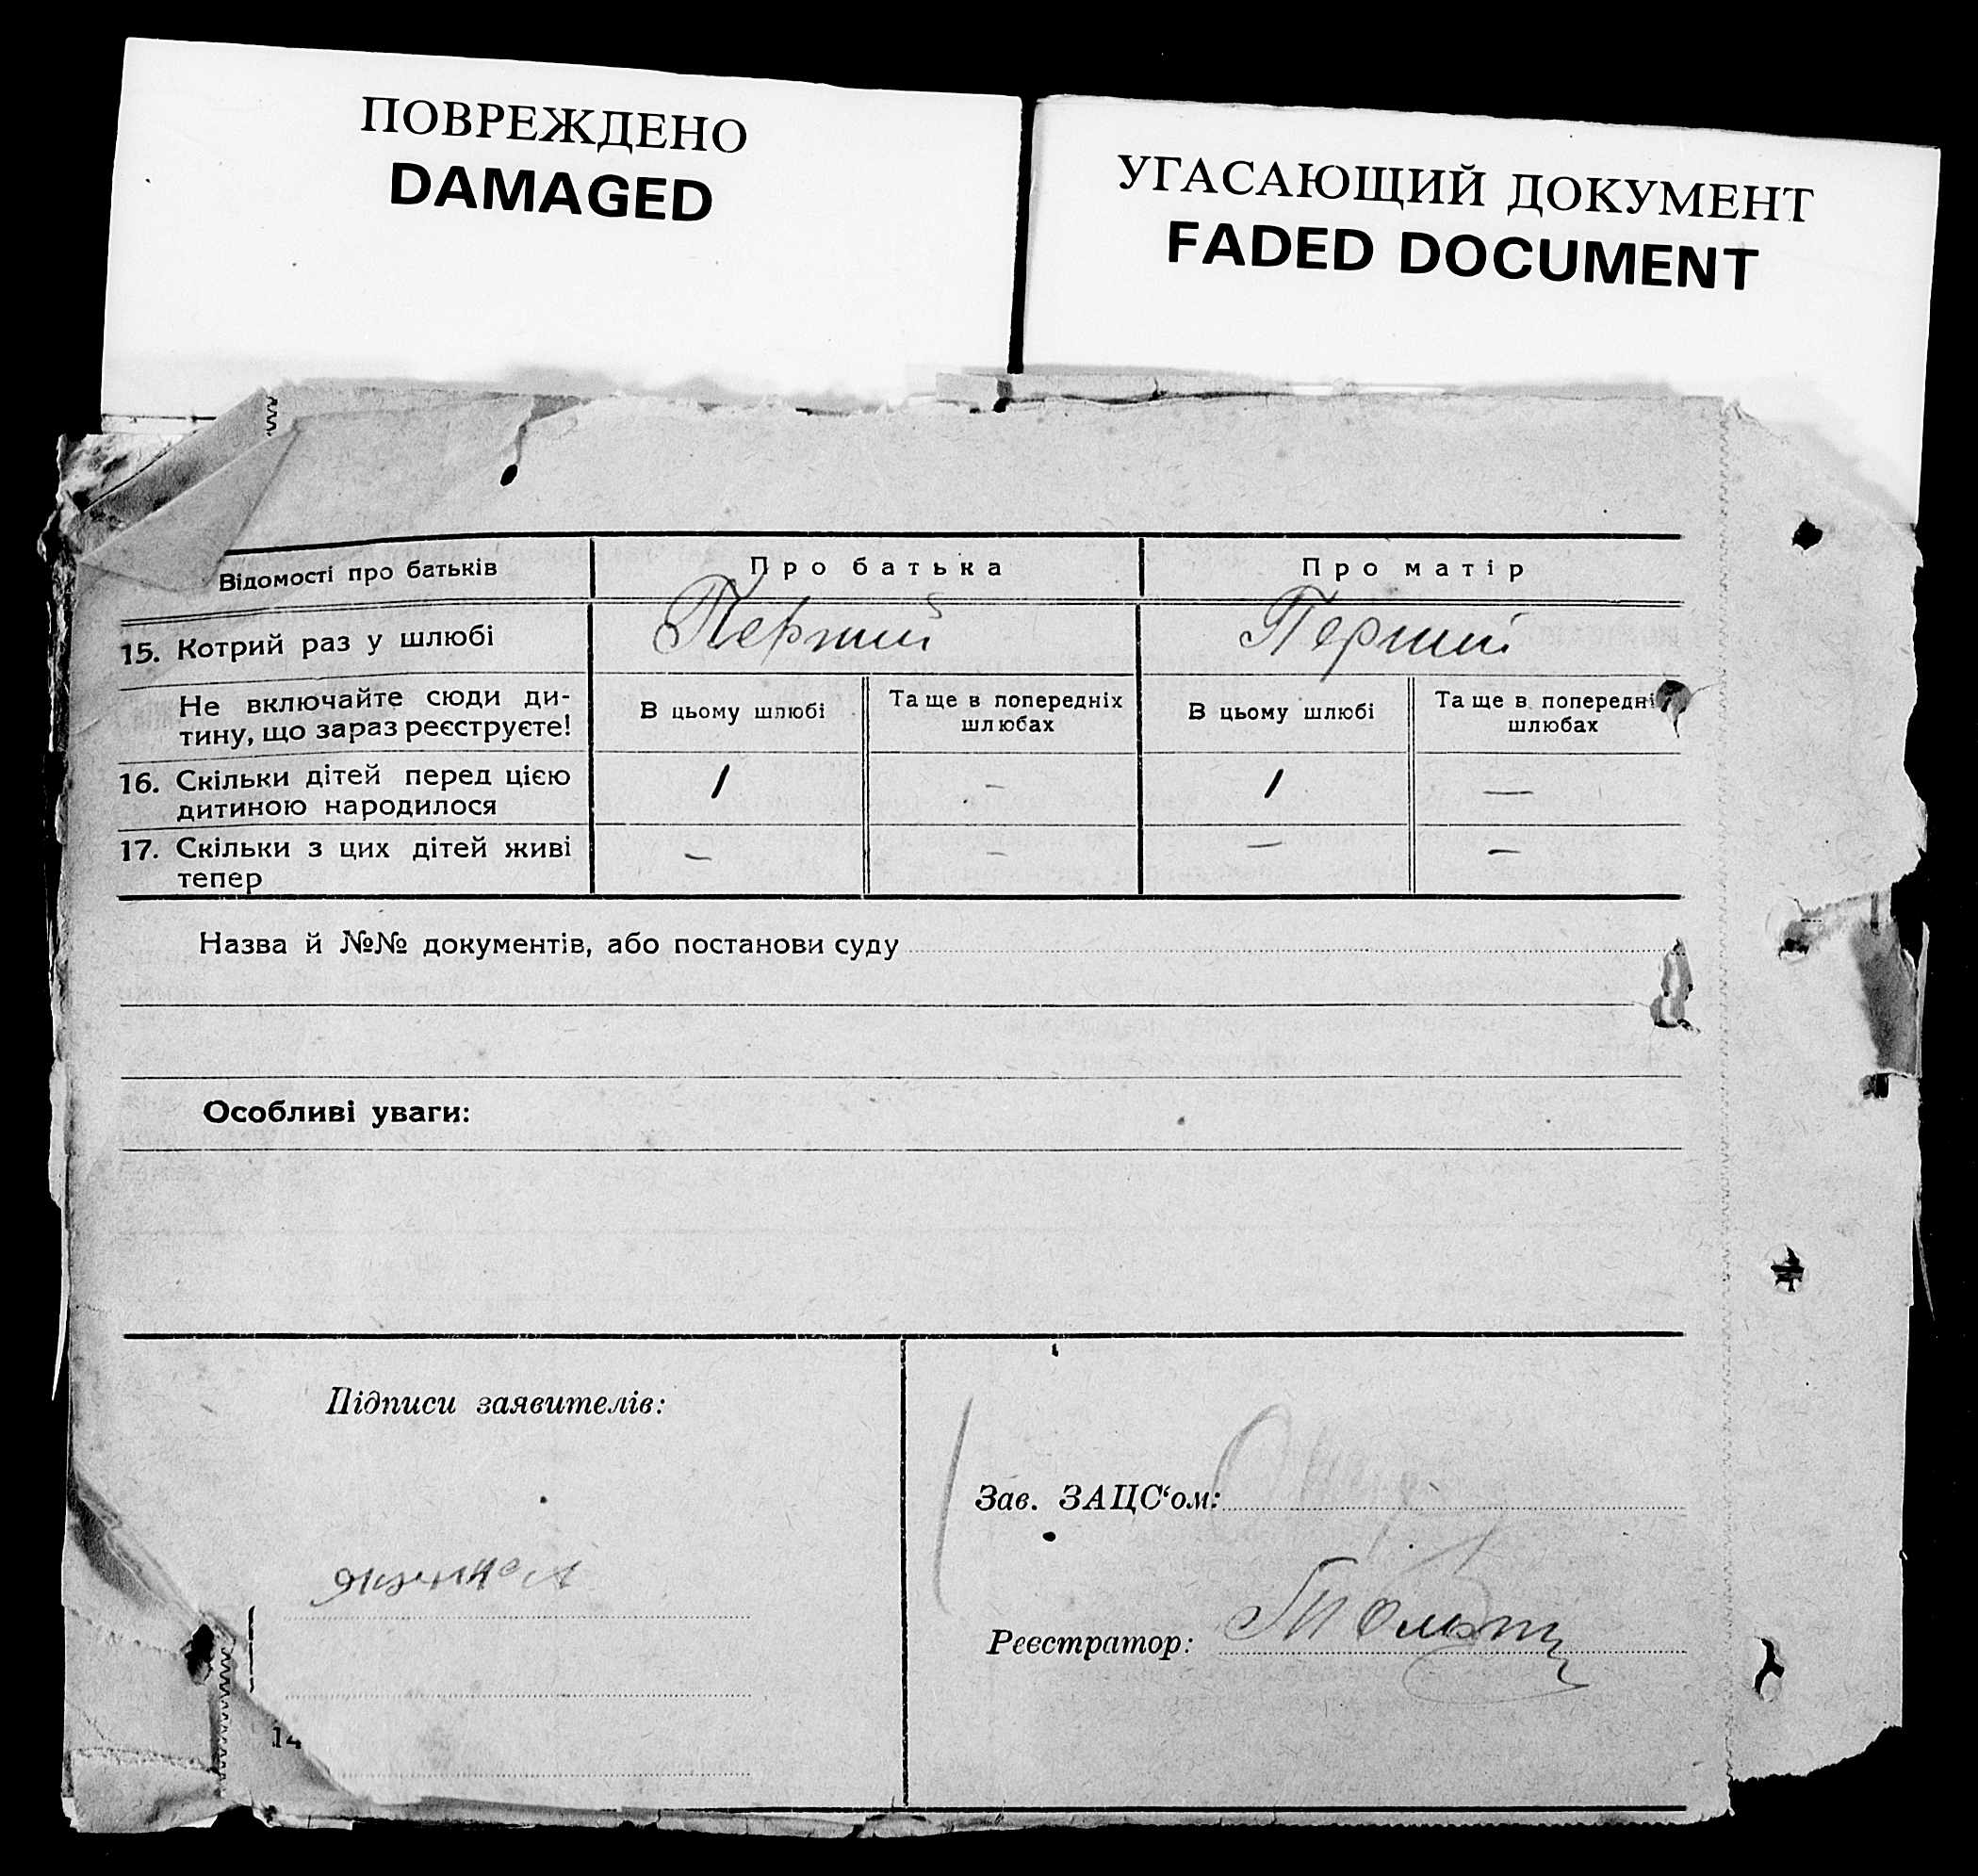 ПОВРЕЖДЕНО
DAMAGED
УГАСАЮЩИЙ ДОКУМЕНТ
FADED DOCUMENT
Відомості про батьків
Про батька
Про матір
15. Котрий раз у шлюбі
Перший
Перший
Не включайте сюди ди-
тину, що зараз реєструєте!
В цьому шлюбі
Та ще в попередніх
шлюбах
В цьому шлюбі
Та ще в попередні
шлюбах
16. Скільки дітей перед цією
дитиною народилося
1
–
1
—
17. Скільки з цих дітей живі
тепер
–
–
–
–
Назва й №№ документів, або постанови суду
Особливі уваги:
Підписи заявителів:
Зав. ЗАЦС‘ом:
Реєстратор:
14